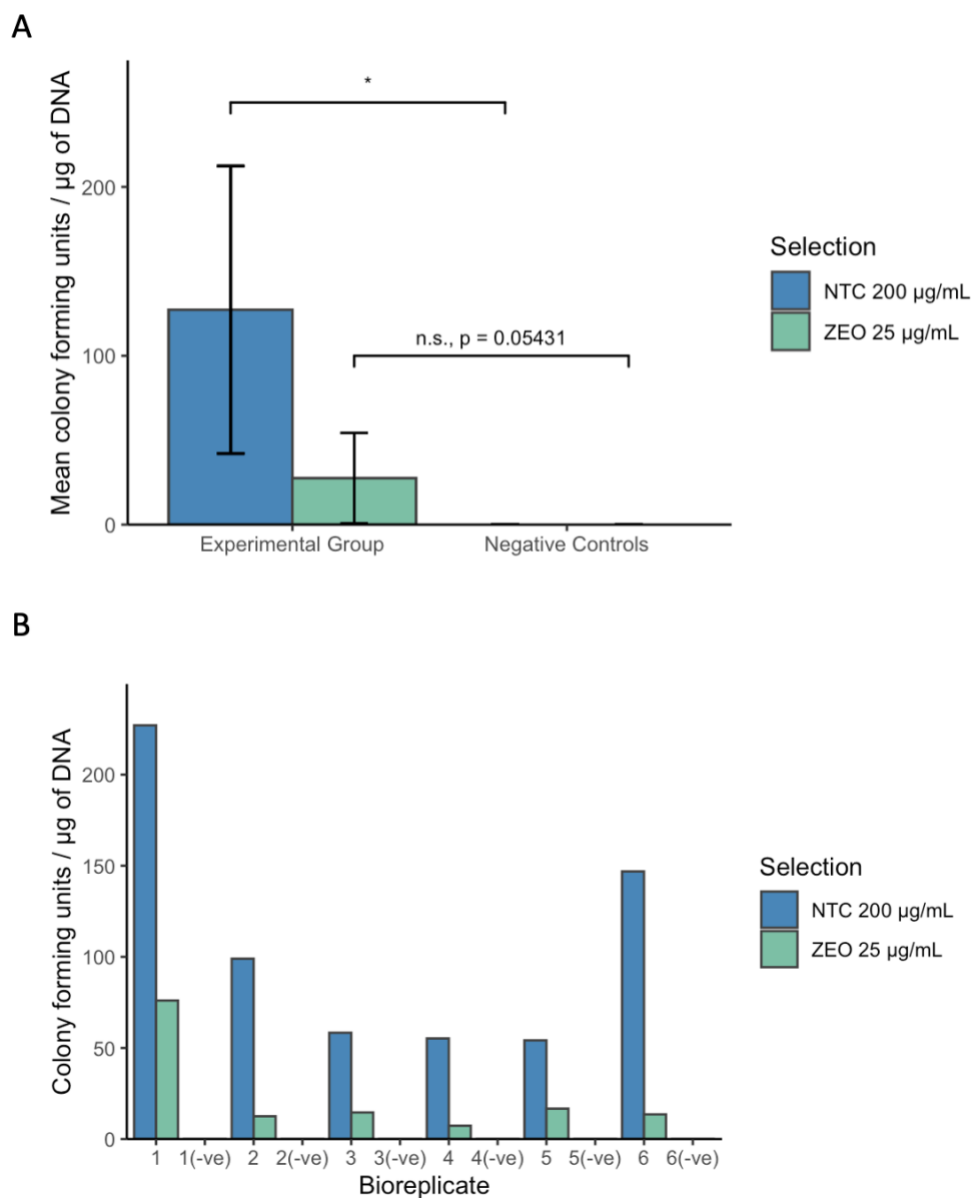 A
Mean colony forming units / µg of DNA
200
100
0
*
n.s., p = 0.05431
Experimental Group
Negative Controls
Selection
NTC 200 µg/mL
ZEO 25 µg/mL
B
Colony forming units / µg of DNA
200
150
100
50
0
1 1(-ve) 2 2(-ve) 3 3(-ve) 4 4(-ve) 5 5(-ve) 6 6(-ve)
Bioreplicate
Selection
NTC 200 µg/mL
ZEO 25 µg/mL